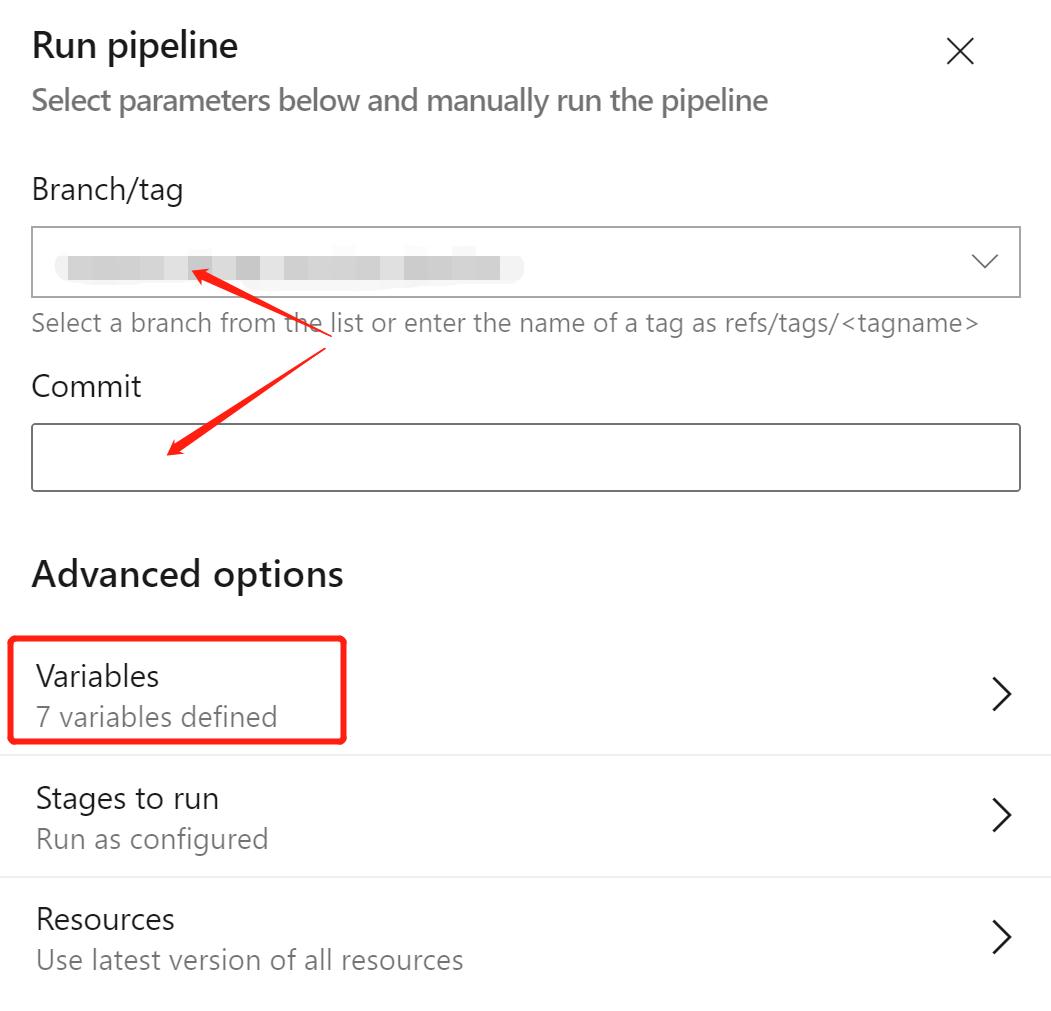 Run pipeline
Select parameters below and manually run the pipeline
Branch/tag
Select a branch from the list or enter the name of a tag as refs/tags/<tagname>
Commit
Advanced options
Variables
7 variables defined
Stages to run
Run as configured
Resources
Use latest version of all resources